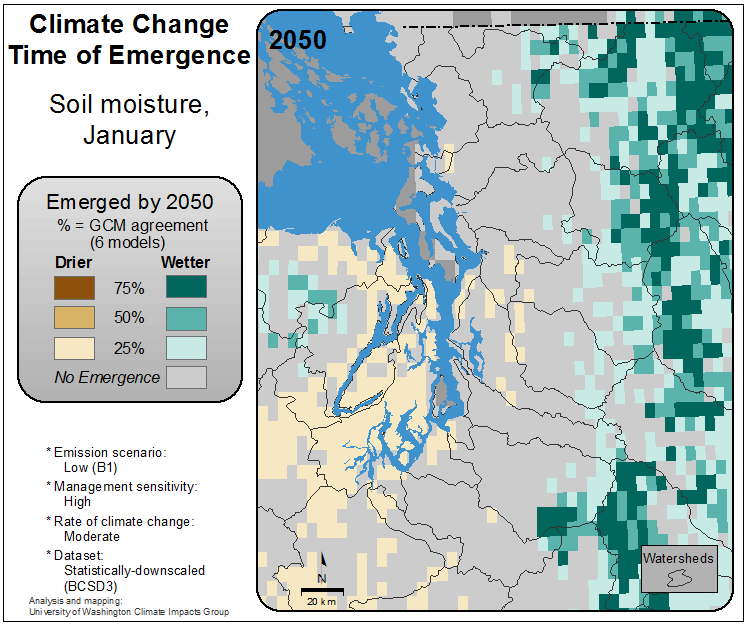 Climate Change
Time of Emergence
Soil moisture,
January
Emerged by 2050
% = GCM agreement
(6 models)
Drier Wetter
75%
50%
25%
No Emergence
* Emission scenario:
Low (B1)
* Management sensitivity:
High
* Rate of climate change:
Moderate
* Dataset:
Statistically-downscaled
(BCSD3)
Analysis and mapping:
University of Washington Climate Impacts Group
2050
N
20 km
Watersheds